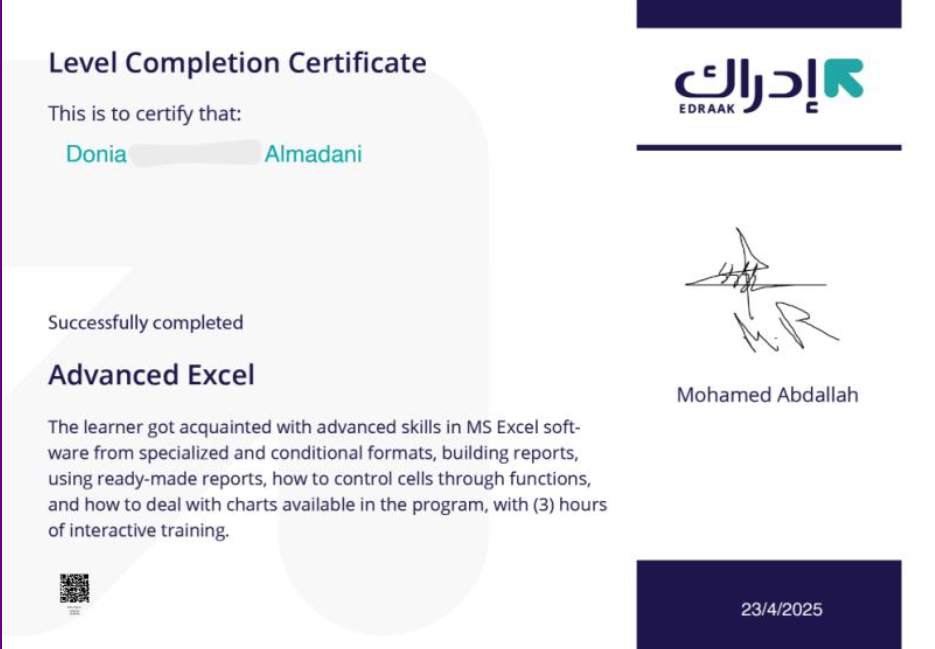 Level Completion Certificate
This is to certify that:
Donia Almadani
Successfully completed
Advanced Excel
The learner got acquainted with advanced skills in MS Excel soft-
ware from specialized and conditional formats, building reports,
using ready-made reports, how to control cells through functions,
and how to deal with charts available in the program, with (3) hours
of interactive training.
إدراك
EDRAAK
M.R
Mohamed Abdallah
23/4/2025